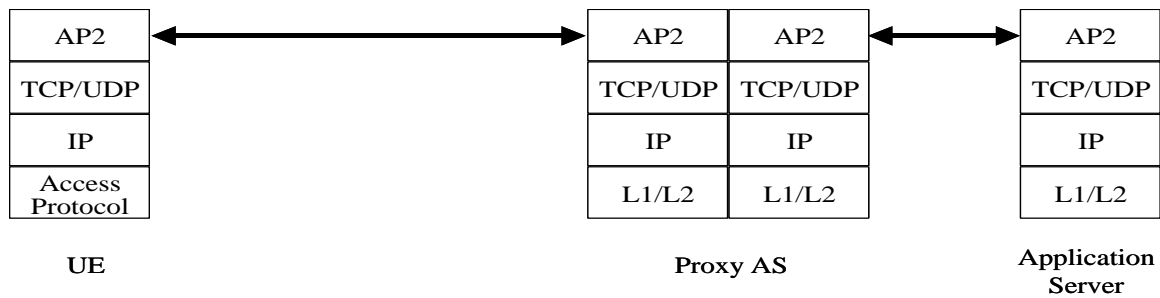 AP2 AP2 AP2 AP2
TCP/UDP TCP/UDP TCP/UDP TCP/UDP
IP IP IP IP
Access
Protocol
L1/L2 L1/L2 L1/L2
UE
Proxy AS
Application
Server